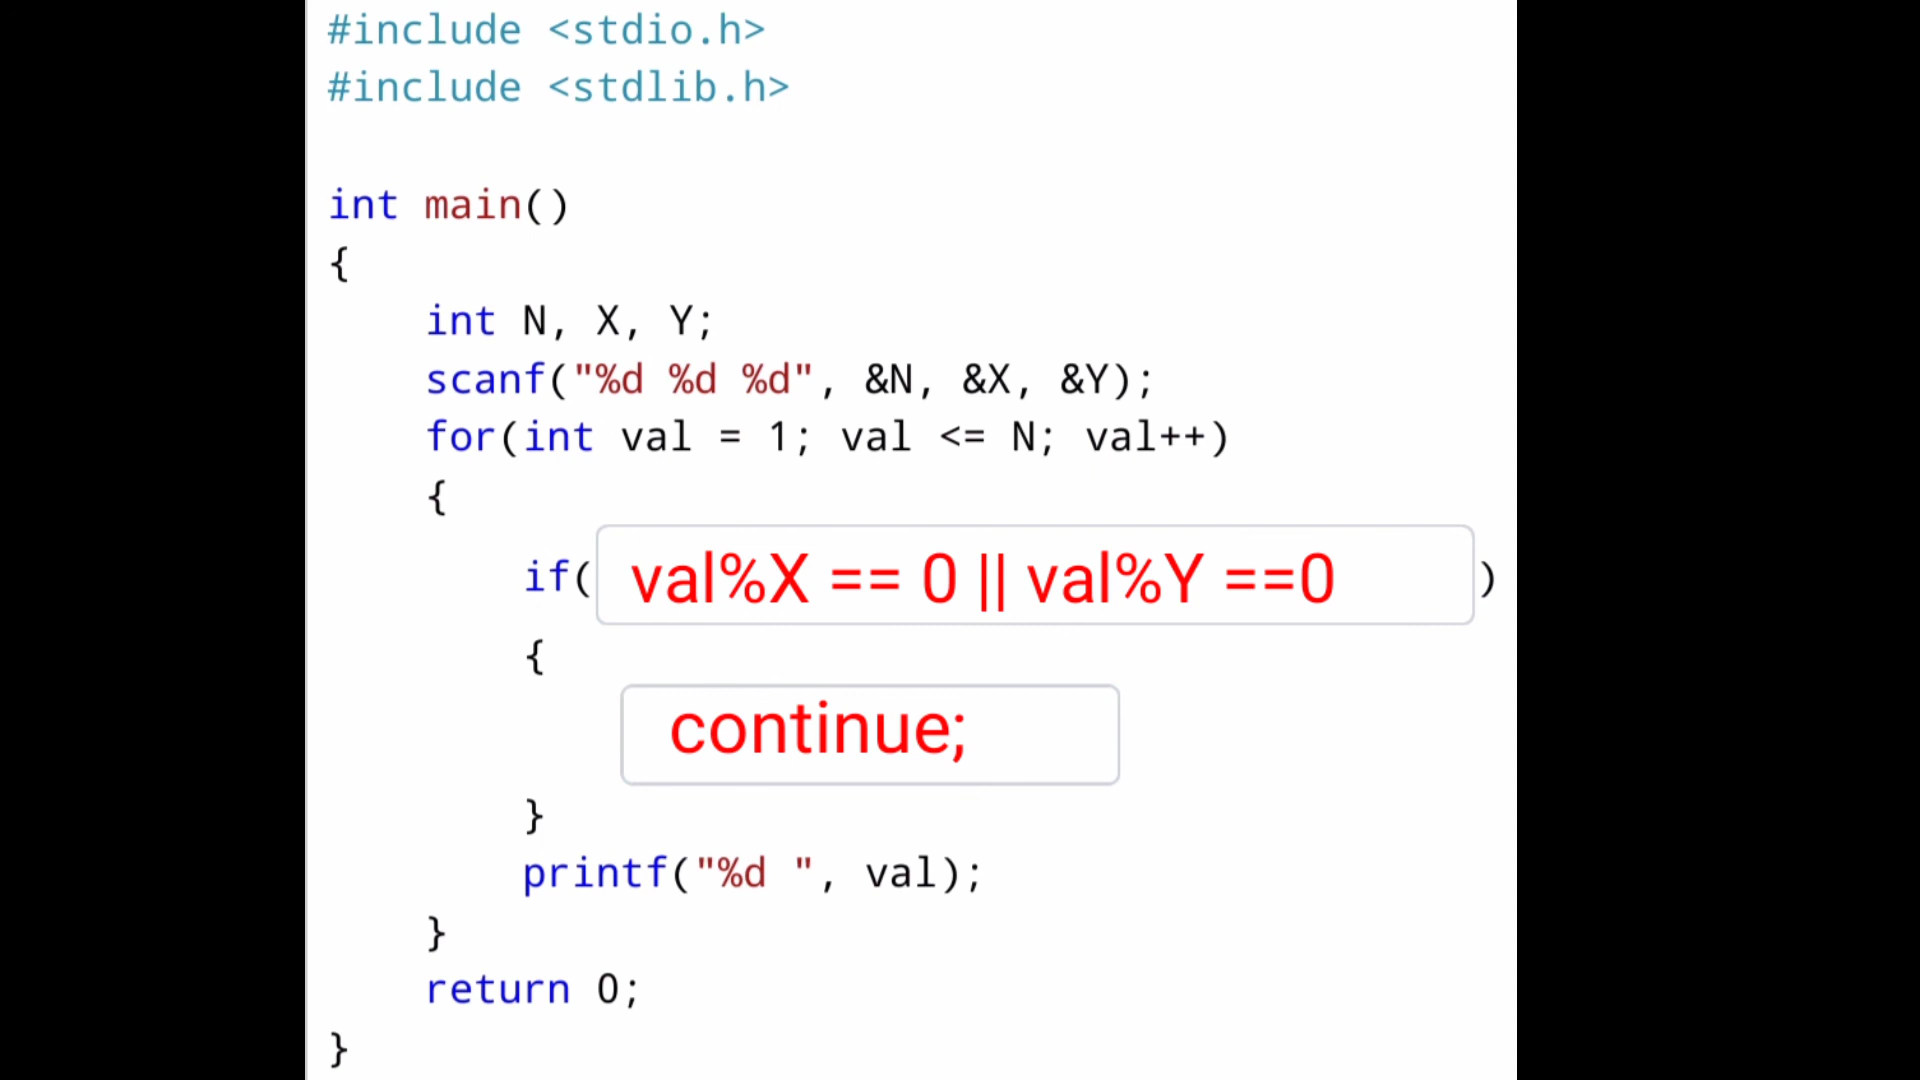 #include <stdio.h>
#include <stdlib.h>
int main()
{
int N, X, Y;
scanf("%d %d %d", &N, &X, &Y);
for(int val = 1; val <= N; val++)
{
if( val%X == 0 || val%Y ==0 )
{
continue;
}
printf("%d ", val);
}
return 0;
}